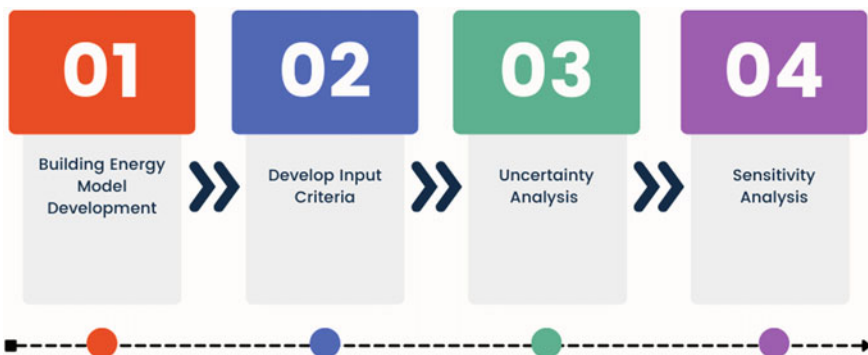 01
02
03
04
Building Energy
Model
Development
Develop Input
Criteria
Uncertainty
Analysis
Sensitivity
Analysis